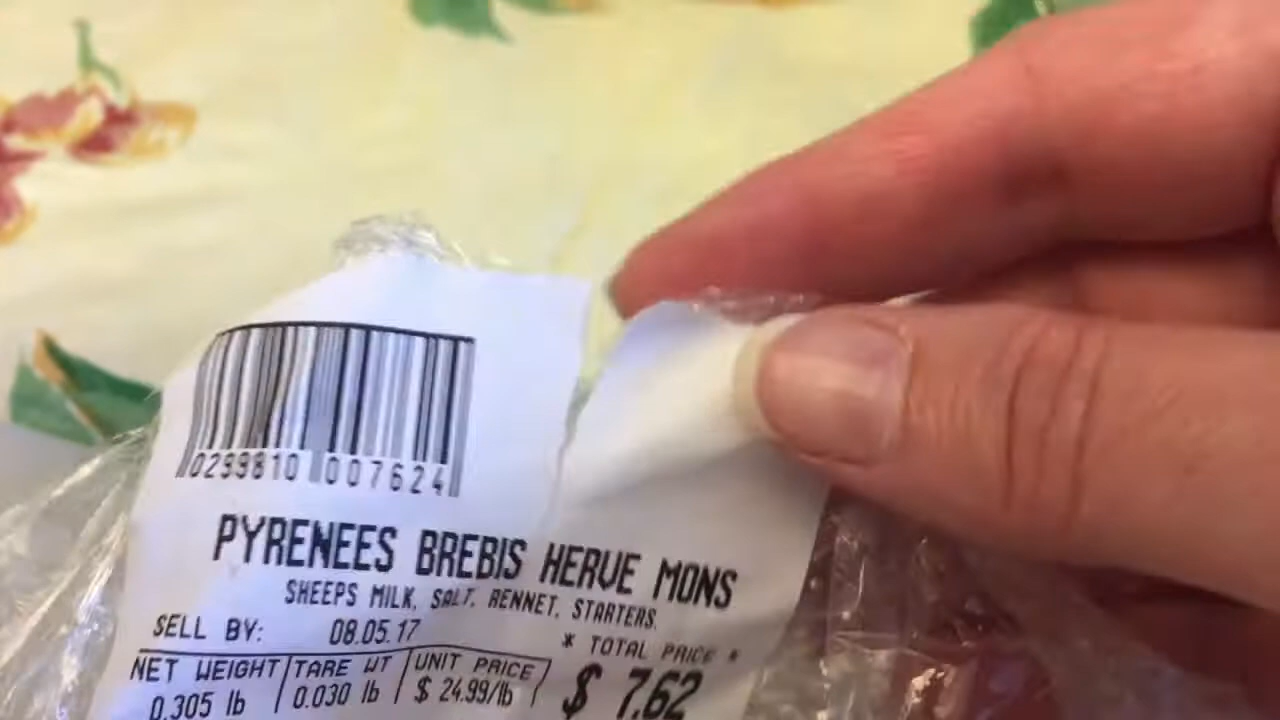 0299810 007624
PYRENEES BREBIS HERVE MONS
SHEEPS MILK, SALT, RENNET, STARTERS.
SELL BY: 08.05.17 * TOTAL PRICE *
NET WEIGHT TARE WT UNIT PRICE
0.305 lb 0.030 lb $ 24.99/lb $ 7.62